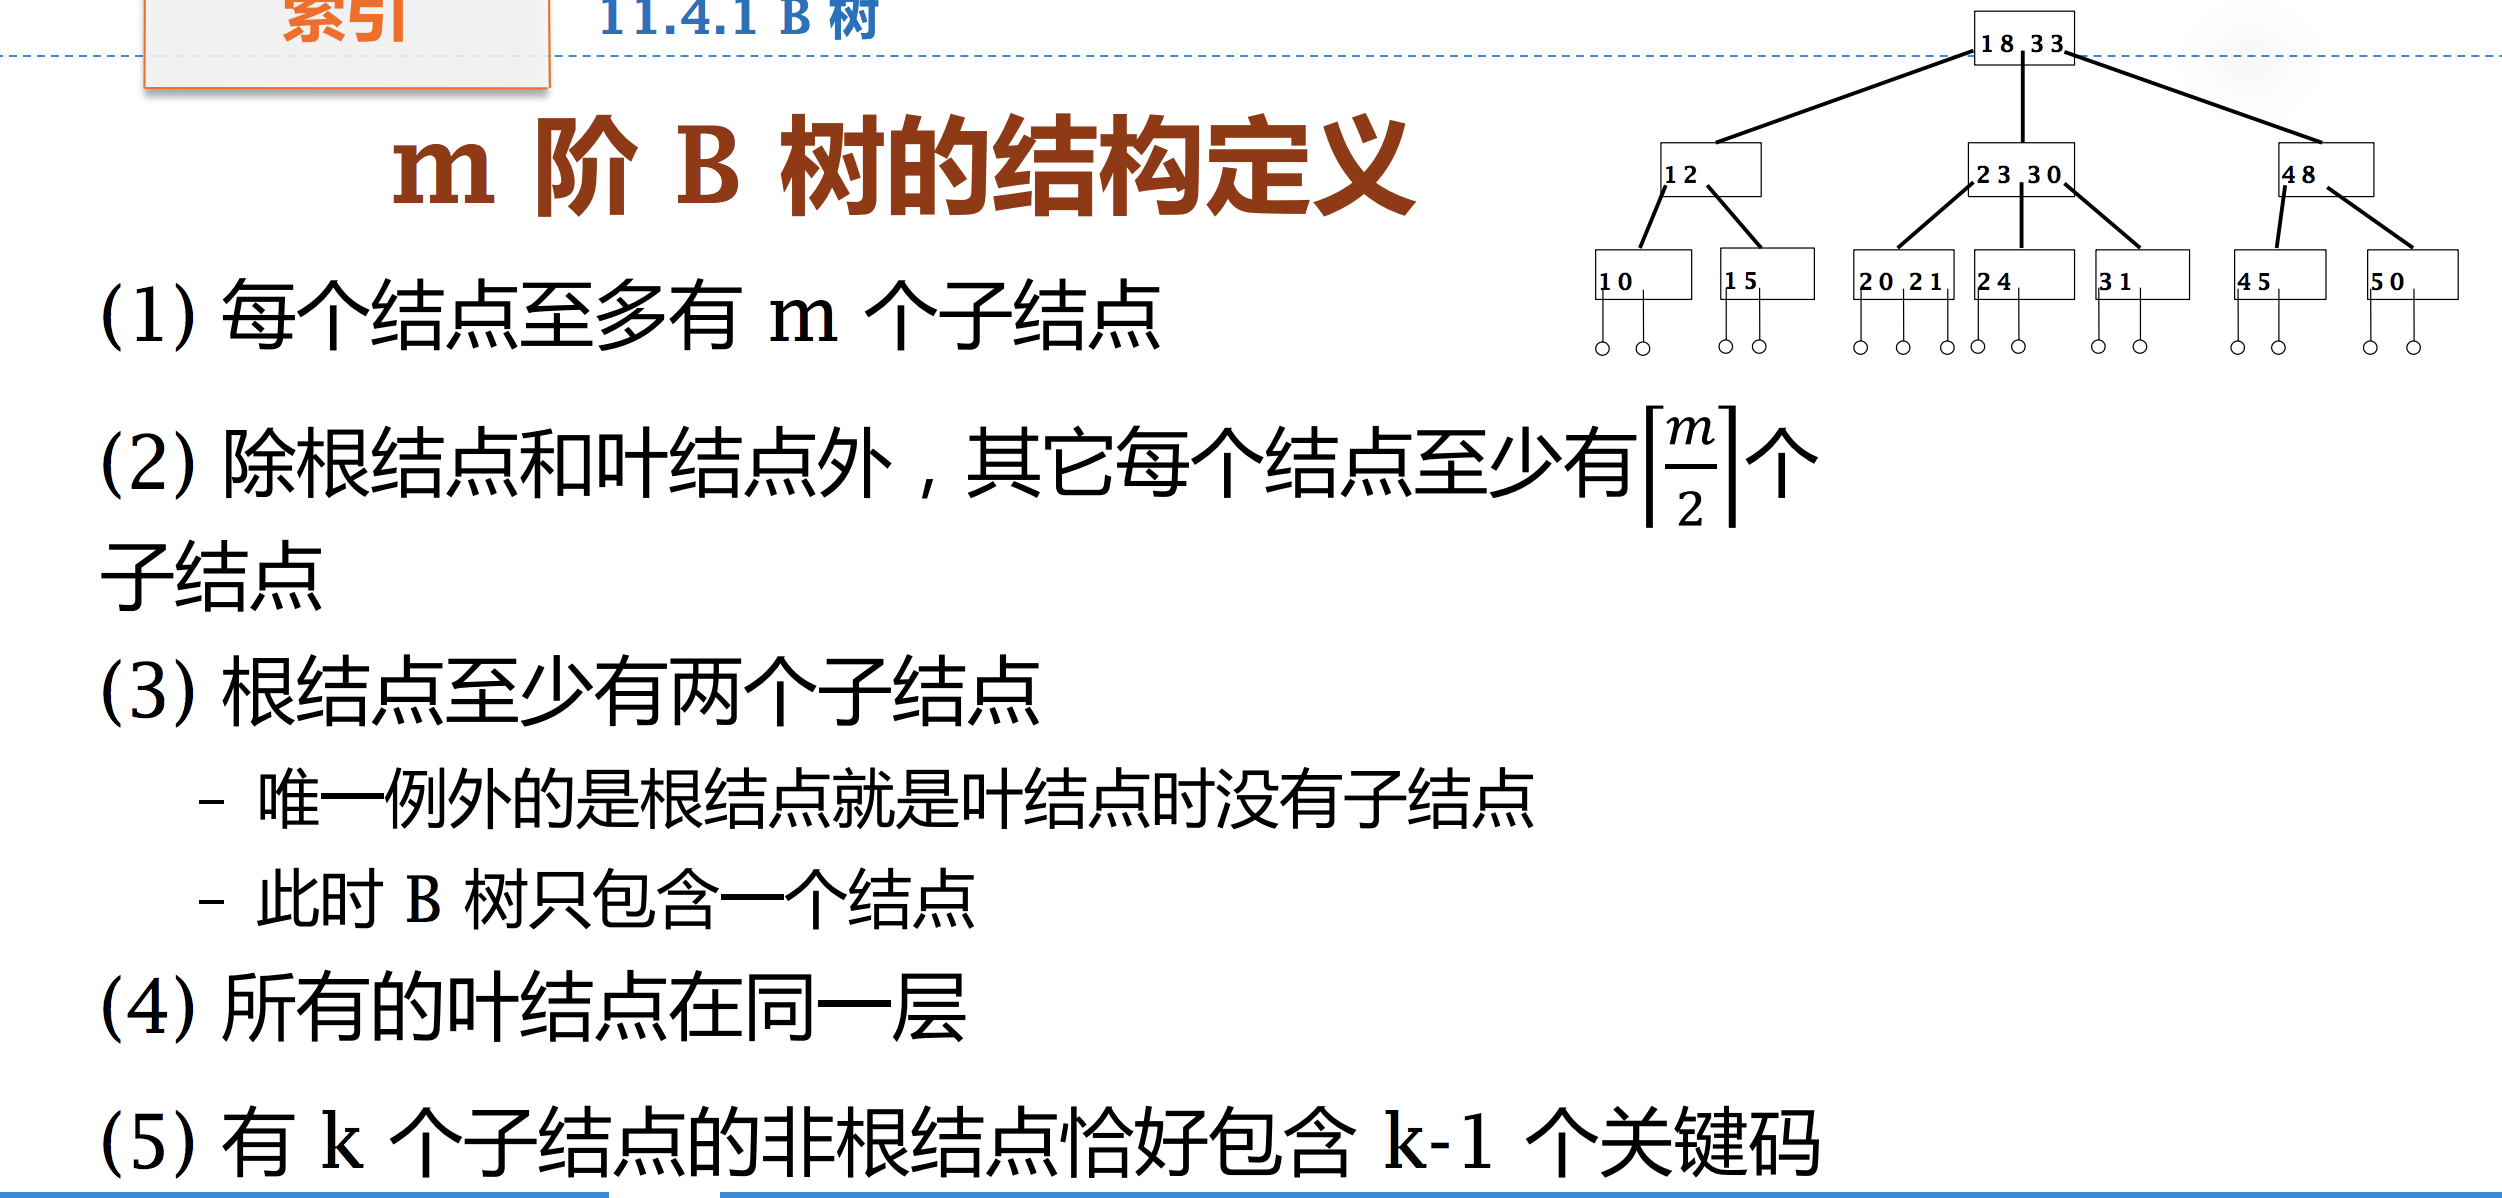 索引
11.4.1 B 树
m 阶 B 树的结构定义
18 33
12
23 30
48
10
15
20 21
24
31
45
50
(1) 每个结点至多有 m 个子结点
(2) 除根结点和叶结点外，其它每个结点至少有⌈m/2⌉个
子结点
(3) 根结点至少有两个子结点
– 唯一例外的是根结点就是叶结点时没有子结点
– 此时 B 树只包含一个结点
(4) 所有的叶结点在同一层
(5) 有 k 个子结点的非根结点恰好包含 k-1 个关键码